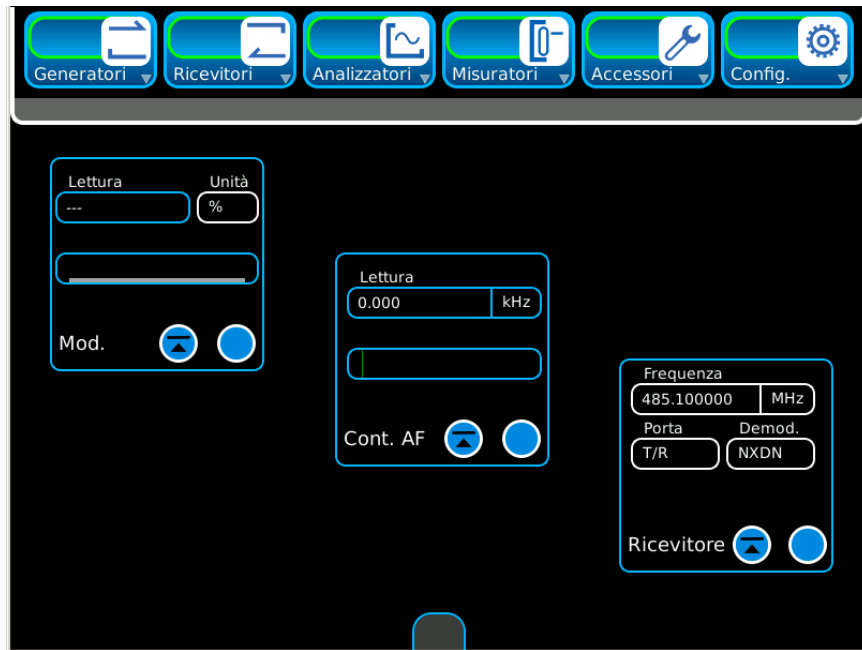 Generatori Ricevitori Analizzatori Misuratori Accessori Config.
Lettura Unità
--- %
Mod.
Lettura
0.000 kHz
Cont. AF
Frequenza
485.100000 MHz
Porta Demod.
T/R NXDN
Ricevitore